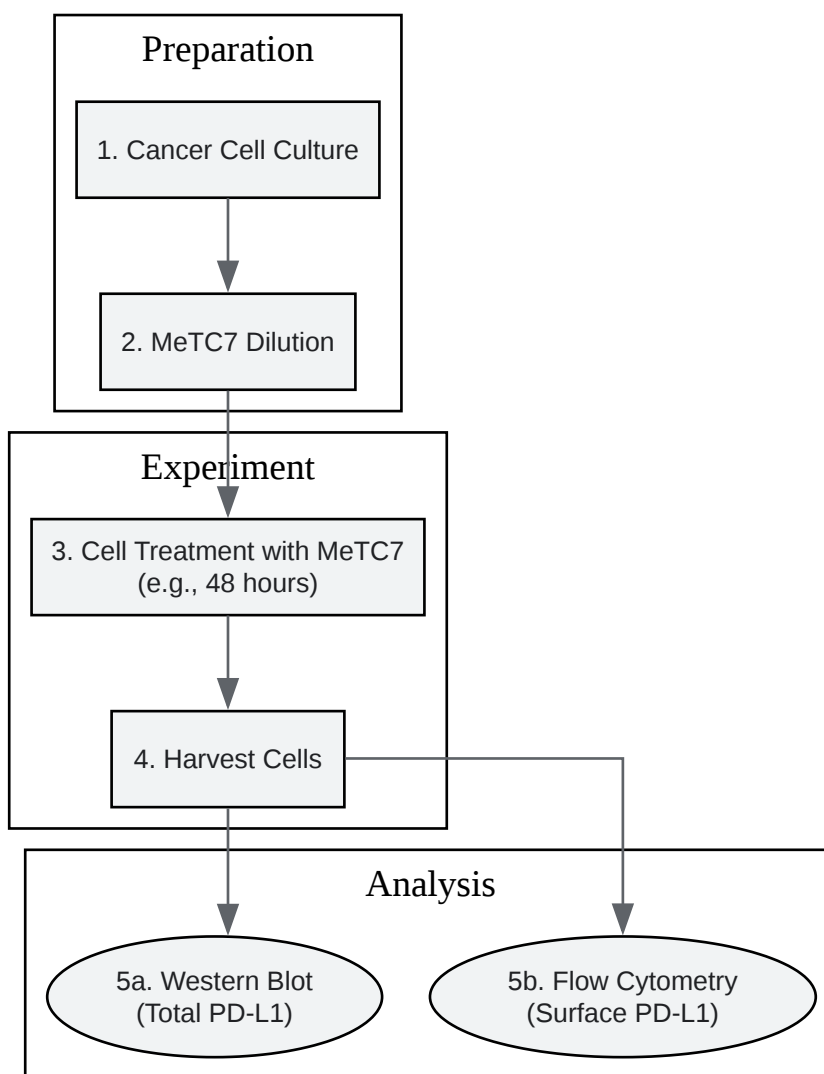 Preparation
1. Cancer Cell Culture
2. MeTC7 Dilution
Experiment
3. Cell Treatment with MeTC7
(e.g., 48 hours)
4. Harvest Cells
Analysis
5a. Western Blot
(Total PD-L1)
5b. Flow Cytometry
(Surface PD-L1)